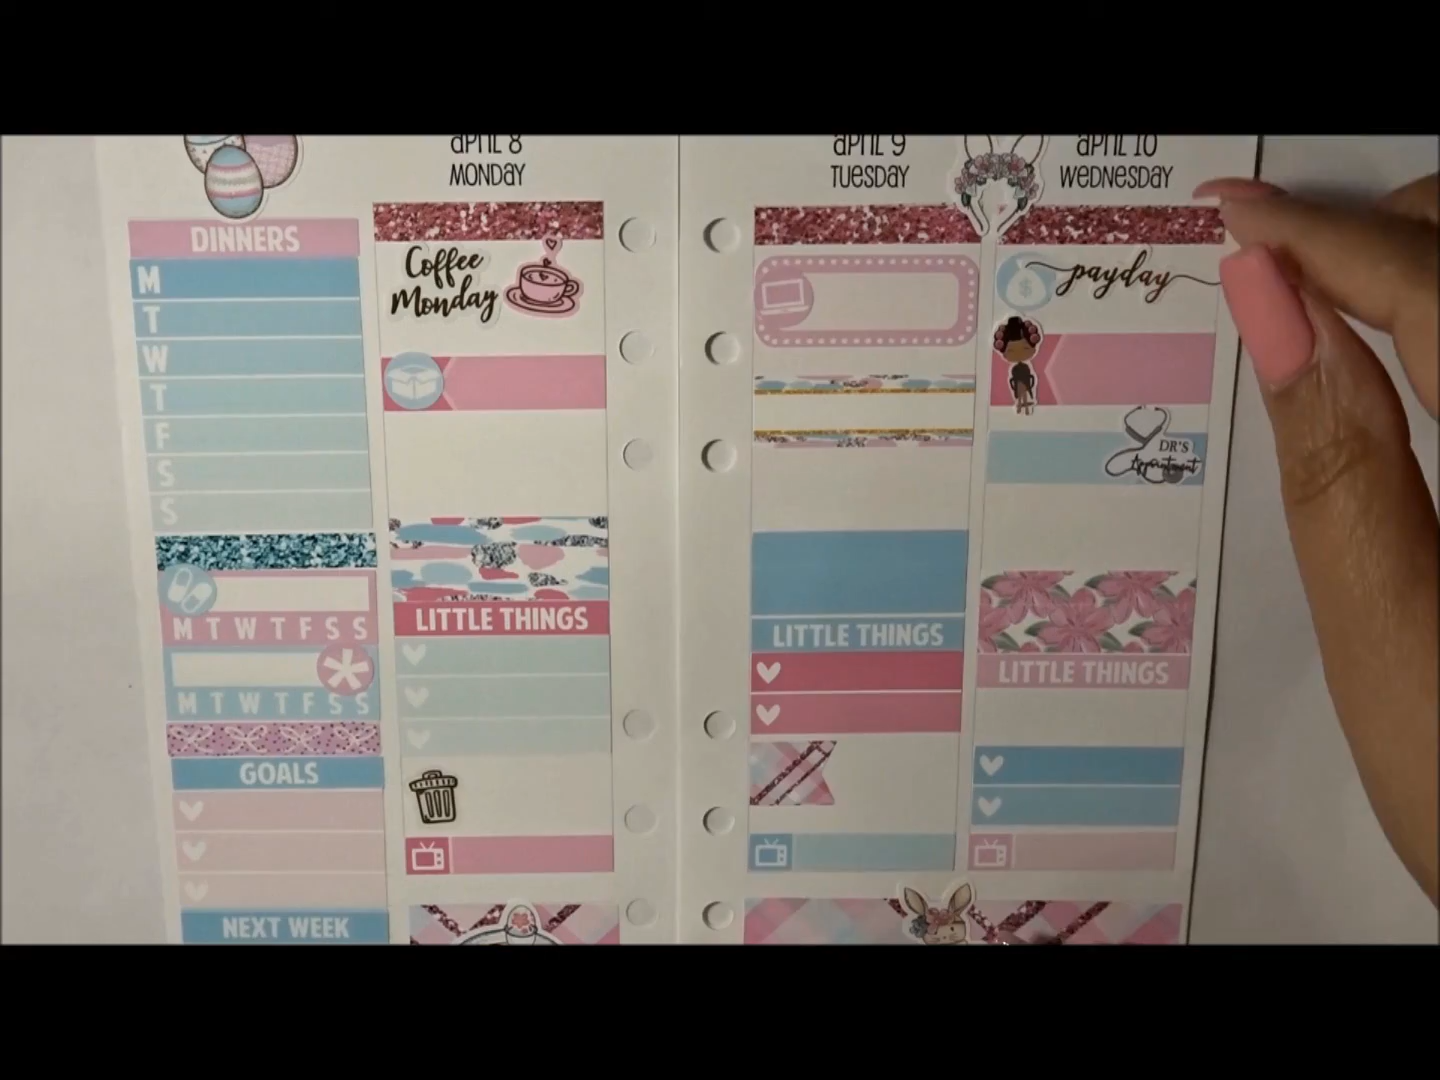 APRIL 8
MONDAY
APRIL 9
TUESDAY
APRIL 10
WEDNESDAY
DINNERS
M
T
W
T
F
S
S
M T W T F S S
M T W T F S S
GOALS
NEXT WEEK
Coffee
Monday
LITTLE THINGS
LITTLE THINGS
$
payday
DR'S
Appointment
LITTLE THINGS